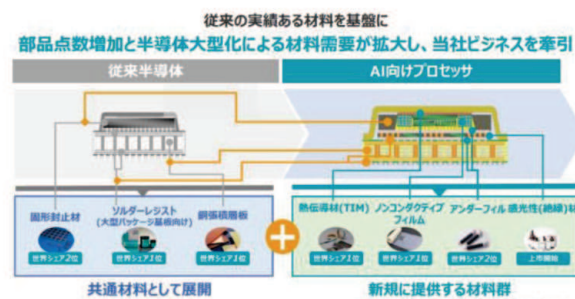 従来の実績ある材料を基盤に
部品点数増加と半導体大型化による材料需要が拡大し、当社ビジネスを牽引
従来半導体
AI向けプロセッサ
固形封止材
ソルダーレジスト
(大型パッケージ基板向け)
銅張積層板
世界シェア2位
世界シェア1位
世界シェア1位
共通材料として展開
熱伝導材(TIM)
ノンコンダクティブ
フィルム
アンダーフィル
感光性(絶縁)材
世界シェア1位
世界シェア1位
世界シェア2位
上市開始
新規に提供する材料群